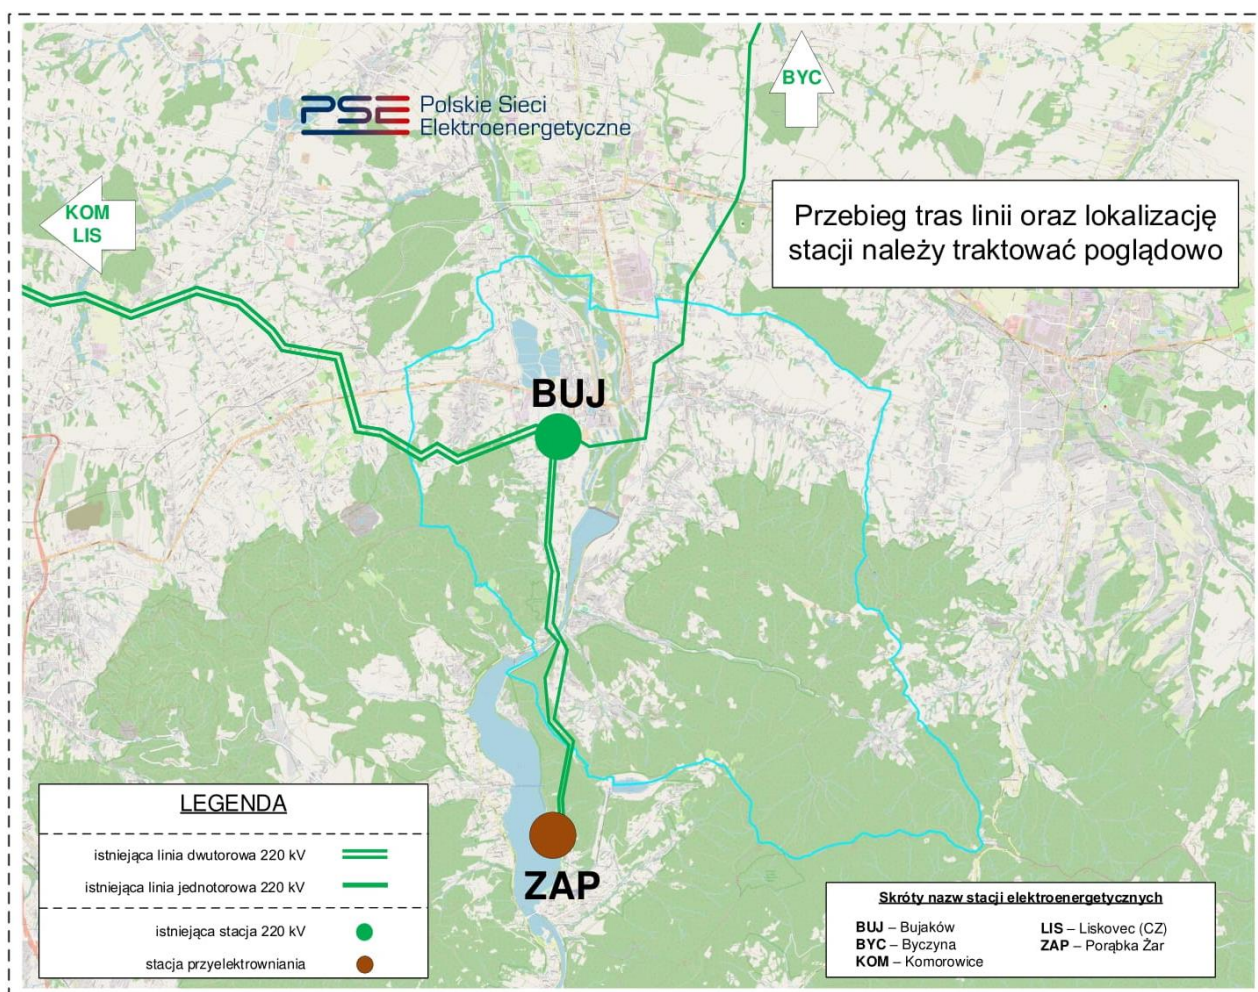 BYC
PSE Polskie Sieci
Elektroenergetyczne
KOM
LIS
Przebieg tras linii oraz lokalizację
stacji należy traktować poglądowo
BUJ
ZAP
LEGENDA
istniejąca linia dwutorowa 220 kV
istniejąca linia jednotorowa 220 kV
istniejąca stacja 220 kV
stacja przyelektrowniania
Skróty nazw stacji elektroenergetycznych
BUJ – Bujaków
BYC – Byczyna
KOM – Komorowice
LIS – Liskovec (CZ)
ZAP – Porąbka Żar